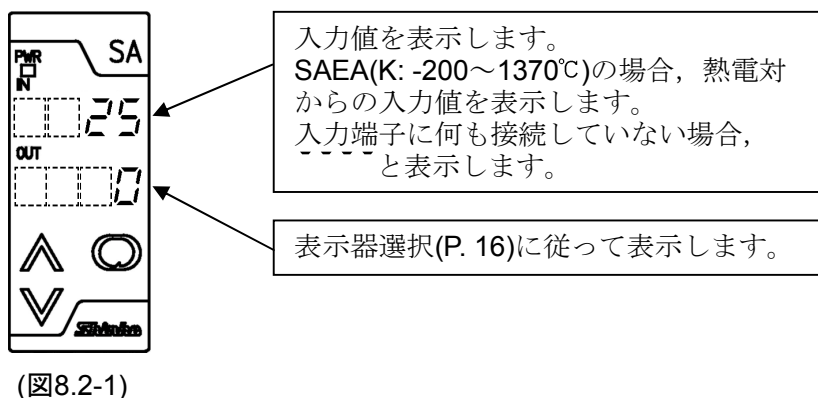 PWR
SA
IN
25
OUT
0
Shinko
入力値を表示します。
SAEA(K: -200～1370℃)の場合，熱電対
からの入力値を表示します。
入力端子に何も接続していない場合，
- - - - と表示します。
表示器選択(P. 16)に従って表示します。
(図8.2-1)